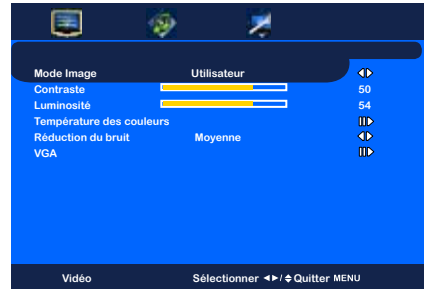 Mode Image Utilisateur
Contraste 50
Luminosité 54
Température des couleurs
Réduction du bruit Moyenne
VGA
Vidéo Sélectionner ◄►/ Quitter MENU